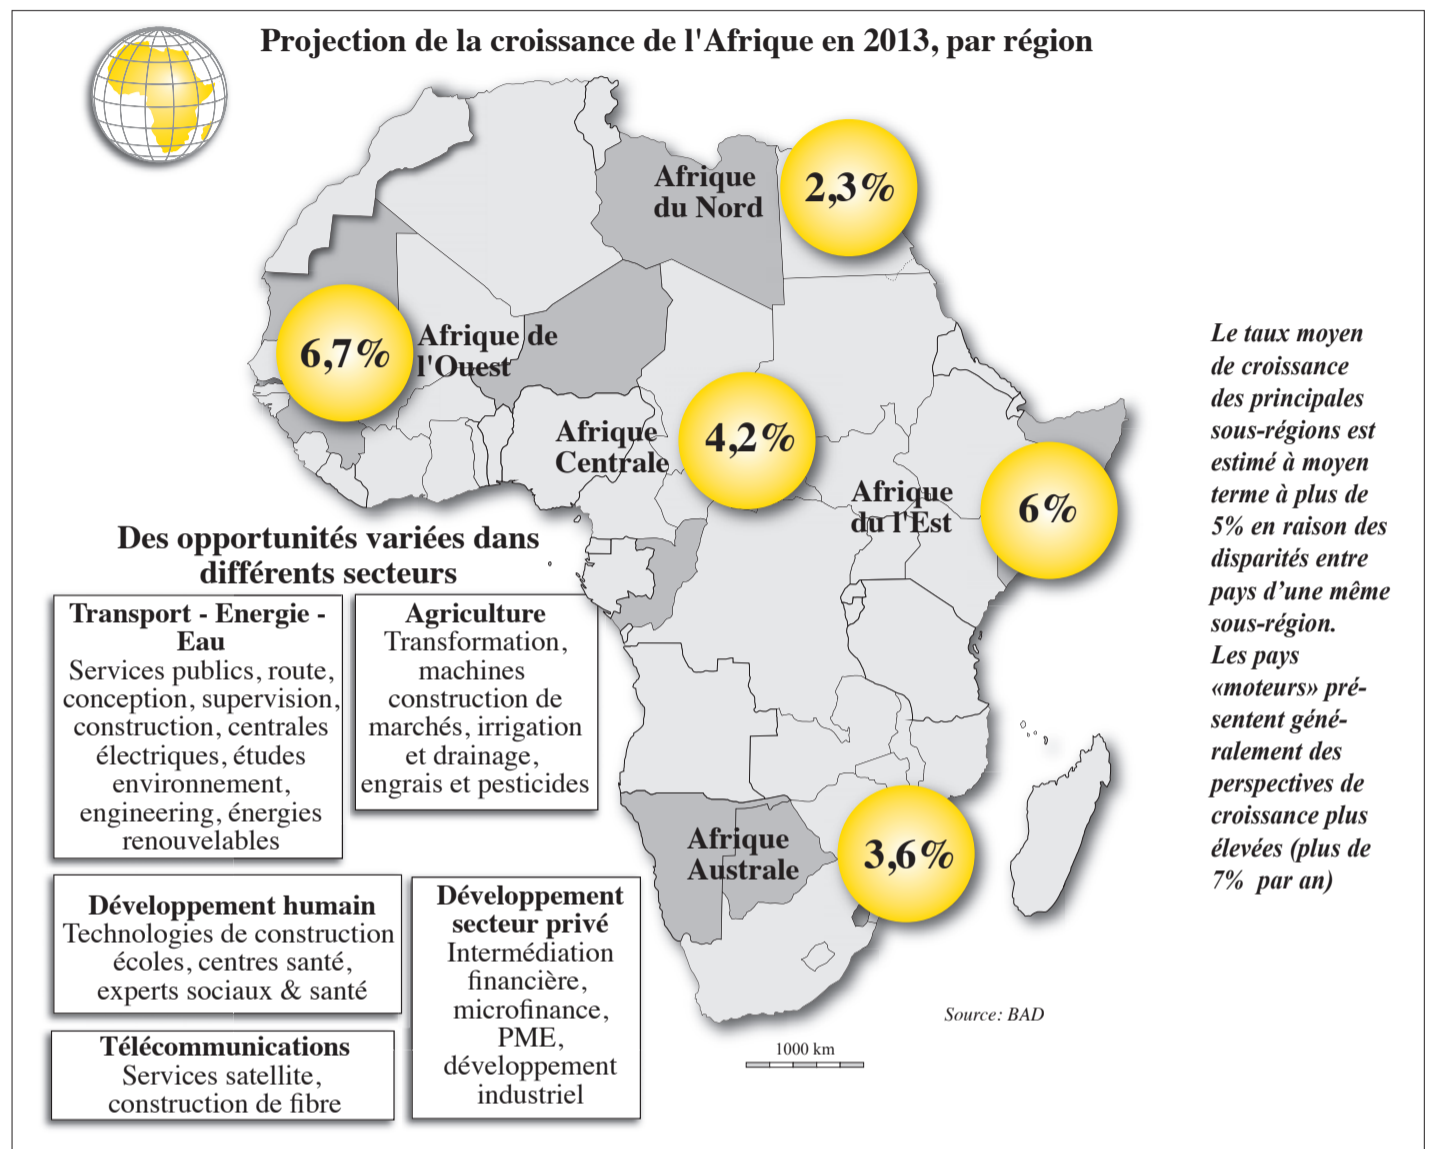 Projection de la croissance de l'Afrique en 2013, par région
Afrique
du Nord
2,3%
6,7%
Afrique de
l'Ouest
Afrique
Centrale
4,2%
Afrique
du l'Est
6%
Afrique
Australe
3,6%
Le taux moyen
de croissance
des principales
sous-régions est
estimé à moyen
terme à plus de
5% en raison des
disparités entre
pays d’une même
sous-région.
Les pays
«moteurs» pré-
sentent géné-
ralement des
perspectives de
croissance plus
élevées (plus de
7% par an)
Des opportunités variées dans
différents secteurs
Transport - Energie -
Eau
Services publics, route,
conception, supervision,
construction, centrales
électriques, études
environnement,
engineering, énergies
renouvelables
Agriculture
Transformation,
machines
construction de
marchés, irrigation
et drainage,
engrais et pesticides
Développement humain
Technologies de construction
écoles, centres santé,
experts sociaux & santé
Développement
secteur privé
Intermédiation
financière,
microfinance,
PME,
développement
industriel
Télécommunications
Services satellite,
construction de fibre
Source: BAD
1000 km